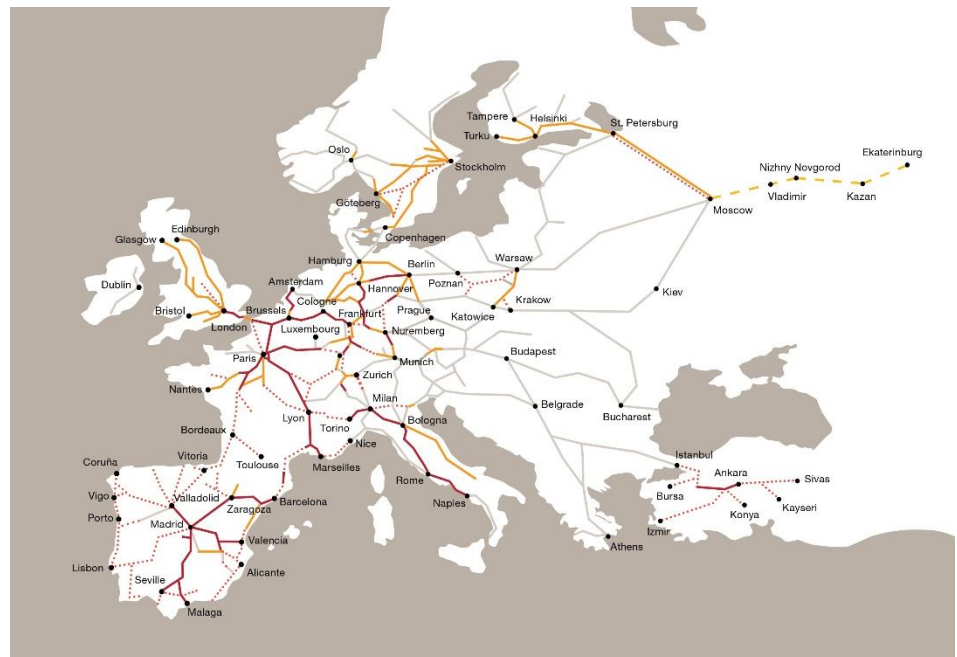 Tampere
Helsinki
St. Petersburg
Turku
Ekaterinburg
Nizhny Novgorod
Oslo
Stockholm
Vladimir
Kazan
Moscow
Göteberg
Edinburgh
Glasgow
Copenhagen
Hamburg
Berlin
Warsaw
Dublin
Amsterdam
Hannover
Poznan
Kiev
Cologne
Bristol
Brussels
Frankfurt
Prague
Krakow
Katowice
London
Luxembourg
Nuremberg
Paris
Munich
Budapest
Zurich
Nantes
Milan
Belgrade
Lyon
Torino
Bologna
Bucharest
Bordeaux
Nice
Vitoria
Toulouse
Marseilles
Istanbul
Coruña
Rome
Ankara
Sivas
Vigo
Valladolid
Zaragoza
Barcelona
Bursa
Naples
Konya
Kayseri
Porto
Madrid
Izmir
Valencia
Athens
Lisbon
Seville
Alicante
Malaga